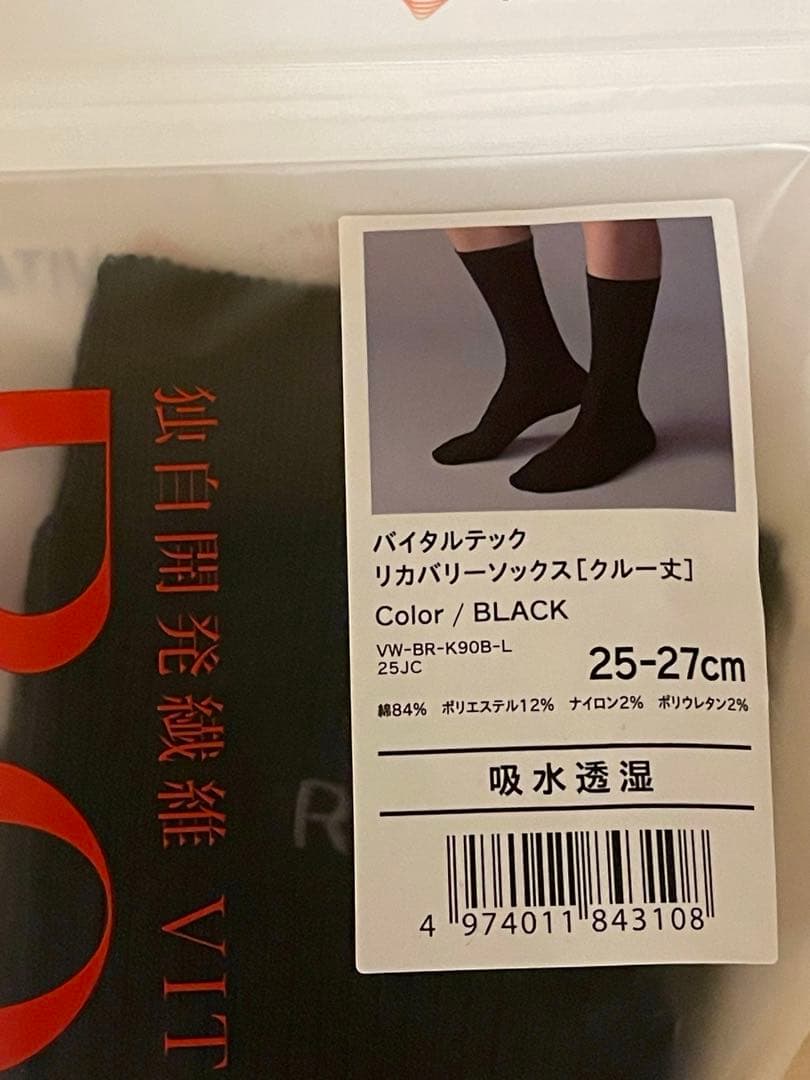 バイタルテック
リカバリーソックス[クルー丈]
Color / BLACK
VW-BR-K90B-L
25JC
25-27cm
綿84% ポリエステル12% ナイロン2% ポリウレタン2%
吸水透湿
4 974011 843108
独自開発繊維 VIT